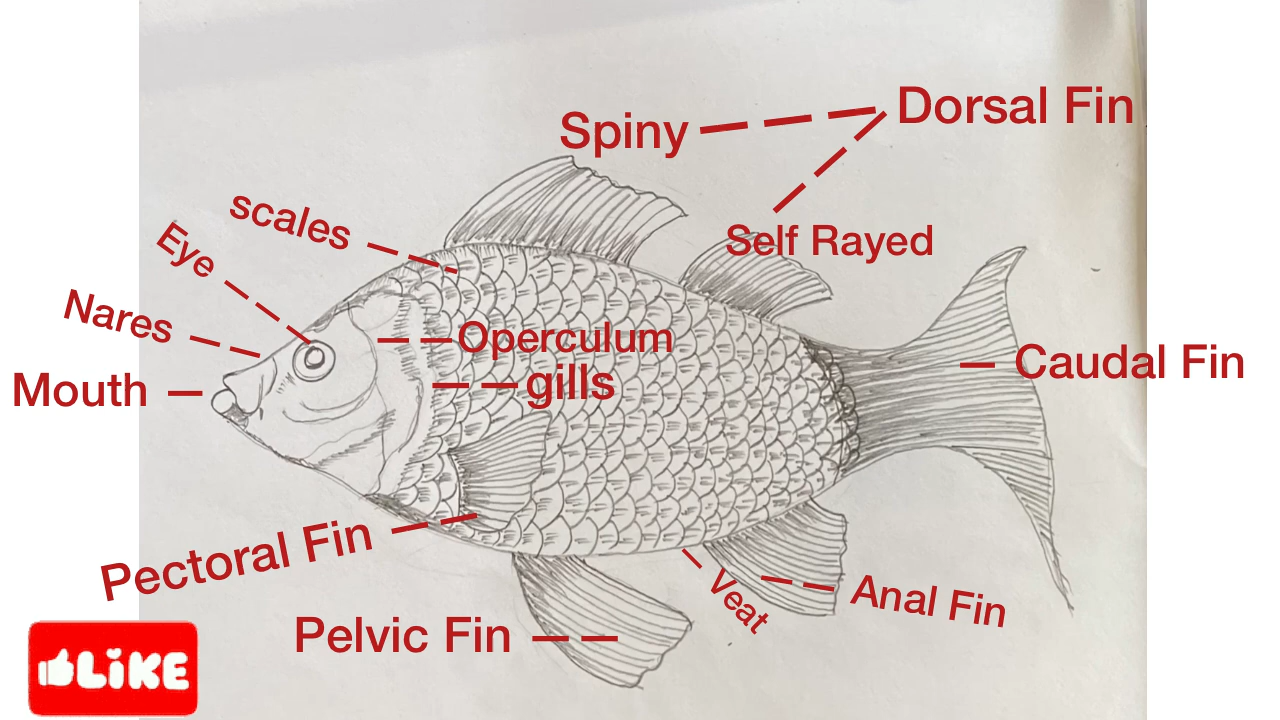 Dorsal Fin
Spiny
scales
Self Rayed
Eye
Nares
Operculum
Caudal Fin
Mouth
gills
Pectoral Fin
Veat
Anal Fin
Pelvic Fin
LiKE